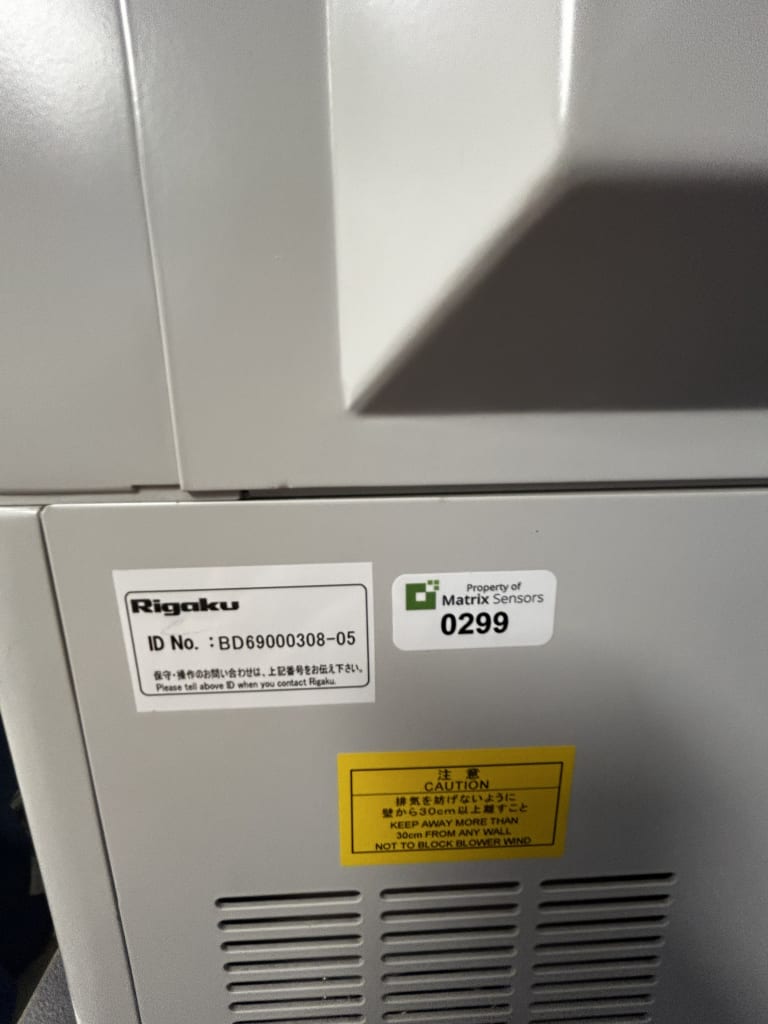 Rigaku
ID No. :BD69000308-05
保守・操作のお問い合わせは、上記番号をお伝え下さい。
Please tell above ID when you contact Rigaku.
Property of
Matrix Sensors
0299
注 意
CAUTION
排気を妨げないように
壁から30cm以上離すこと
KEEP AWAY MORE THAN
30cm FROM ANY WALL
NOT TO BLOCK BLOWER WIND